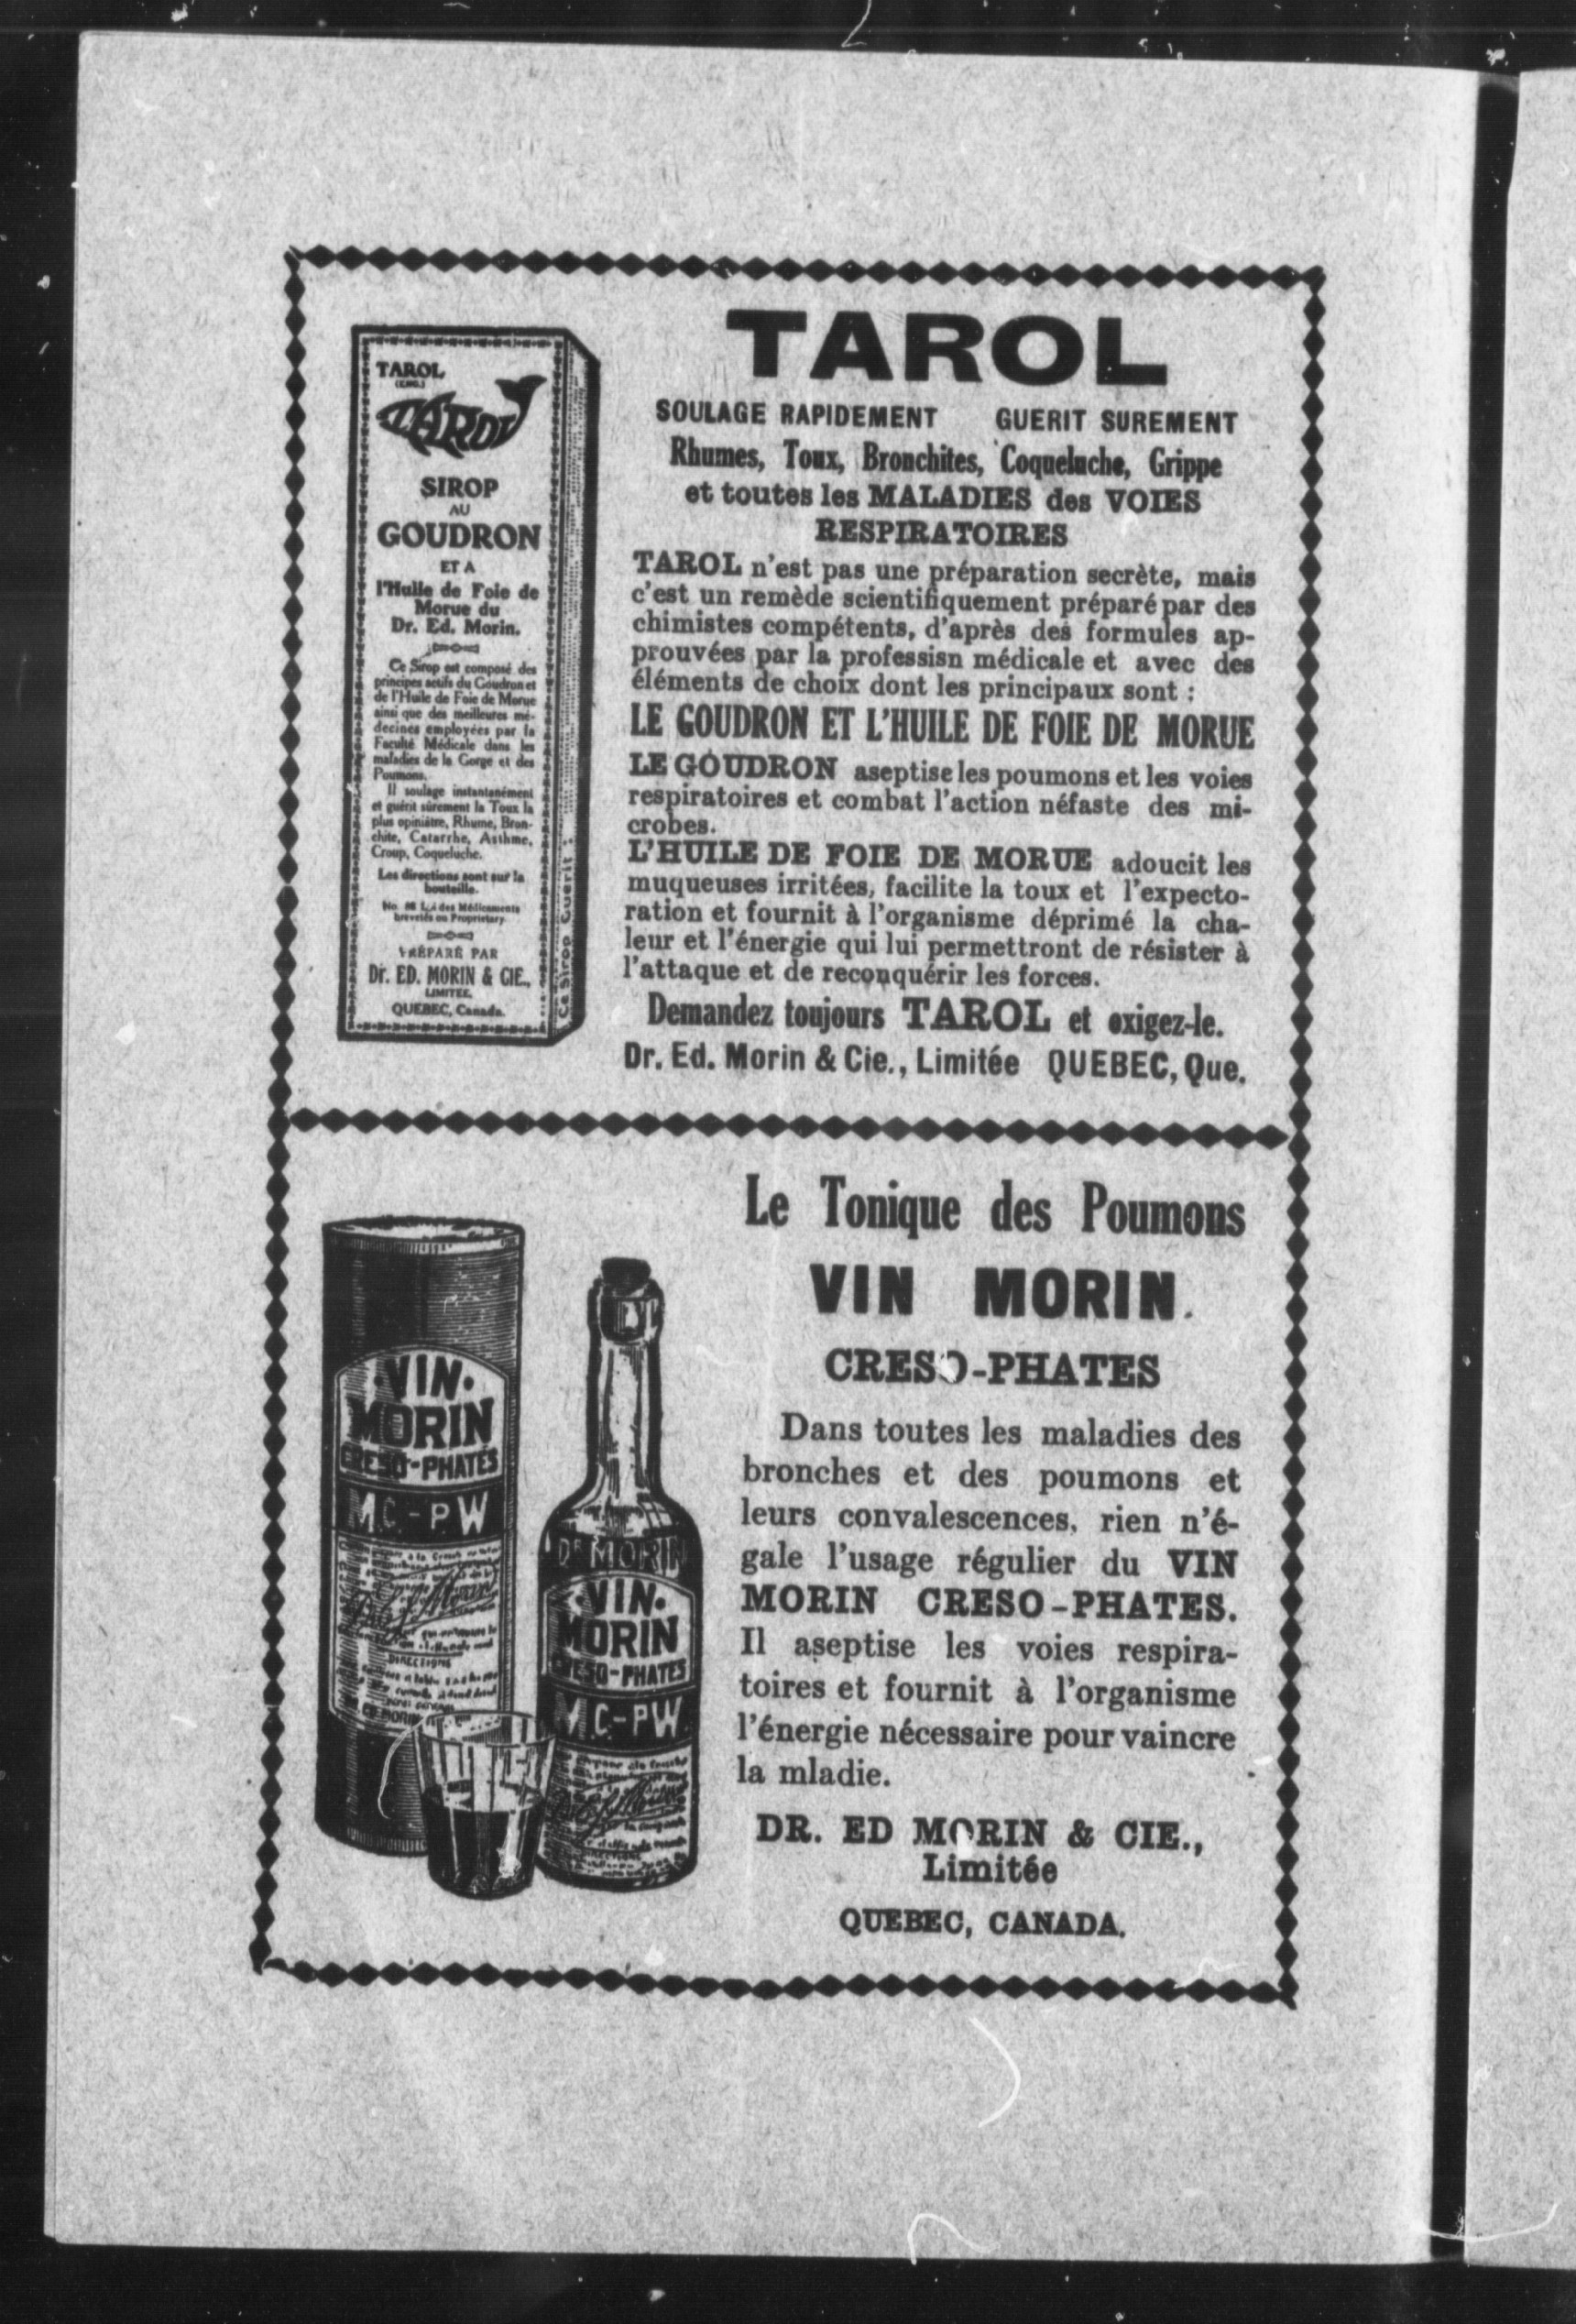 TAROL
SOULAGE RAPIDEMENT GUERIT SUREMENT
Rhumes, Toux, Bronchites, Coqueluche, Grippe
et toutes les MALADIES des VOIES
RESPIRATOIRES
TAROL n'est pas une préparation secrète, mais
c'est un remède scientifiquement préparé par des
chimistes compétents, d'après des formules ap-
prouvées par la professisn médicale et avec des
éléments de choix dont les principaux sont :
LE GOUDRON ET L'HUILE DE FOIE DE MORUE
LE GOUDRON aseptise les poumons et les voies
respiratoires et combat l'action néfaste des mi-
crobes.
L'HUILE DE FOIE DE MORUE adoucit les
muqueuses irritées, facilite la toux et l'expecto-
ration et fournit à l'organisme déprimé la cha-
leur et l'énergie qui lui permettront de résister à
l'attaque et de reconquérir les forces.
Demandez toujours TAROL et exigez-le.
Dr. Ed. Morin & Cie., Limitée QUEBEC, Que.
TAROL
(ENG.)
TAROL
SIROP
AU
GOUDRON
ET A
l'Huile de Foie de
Morue du
Dr. Ed. Morin.
Ce Sirop est composé des
principes actifs du Goudron et
de l'Huile de Foie de Morue
ainsi que des meilleures mé-
decines employées par la
Faculté Médicale dans les
maladies de la Gorge et des
Poumons.
Il soulage instantanément
et guérit sûrement la Toux la
plus opiniâtre, Rhume, Bron-
chite, Catarrhe, Asthme,
Croup, Coqueluche.
Les directions sont sur la
bouteille.
des Médicaments
brevetés ou Proprietary
PRÉPARÉ PAR
Dr. ED. MORIN & CIE.,
LIMITEE,
QUEBEC, Canada.
Ce Sirop Guerit :
Le Tonique des Poumons
VIN MORIN.
CRESO-PHATES
Dans toutes les maladies des
bronches et des poumons et
leurs convalescences, rien n'é-
gale l'usage régulier du VIN
MORIN CRESO-PHATES.
Il aseptise les voies respira-
toires et fournit à l'organisme
l'énergie nécessaire pour vaincre
la mladie.
DR. ED MORIN & CIE.,
Limitée
QUEBEC, CANADA.
VIN
MORIN
CRESO-PHATES
MC.-PW
DIRECTIONS
Dr MORIN
VIN
MORIN
CRESO-PHATES
MC.-PW